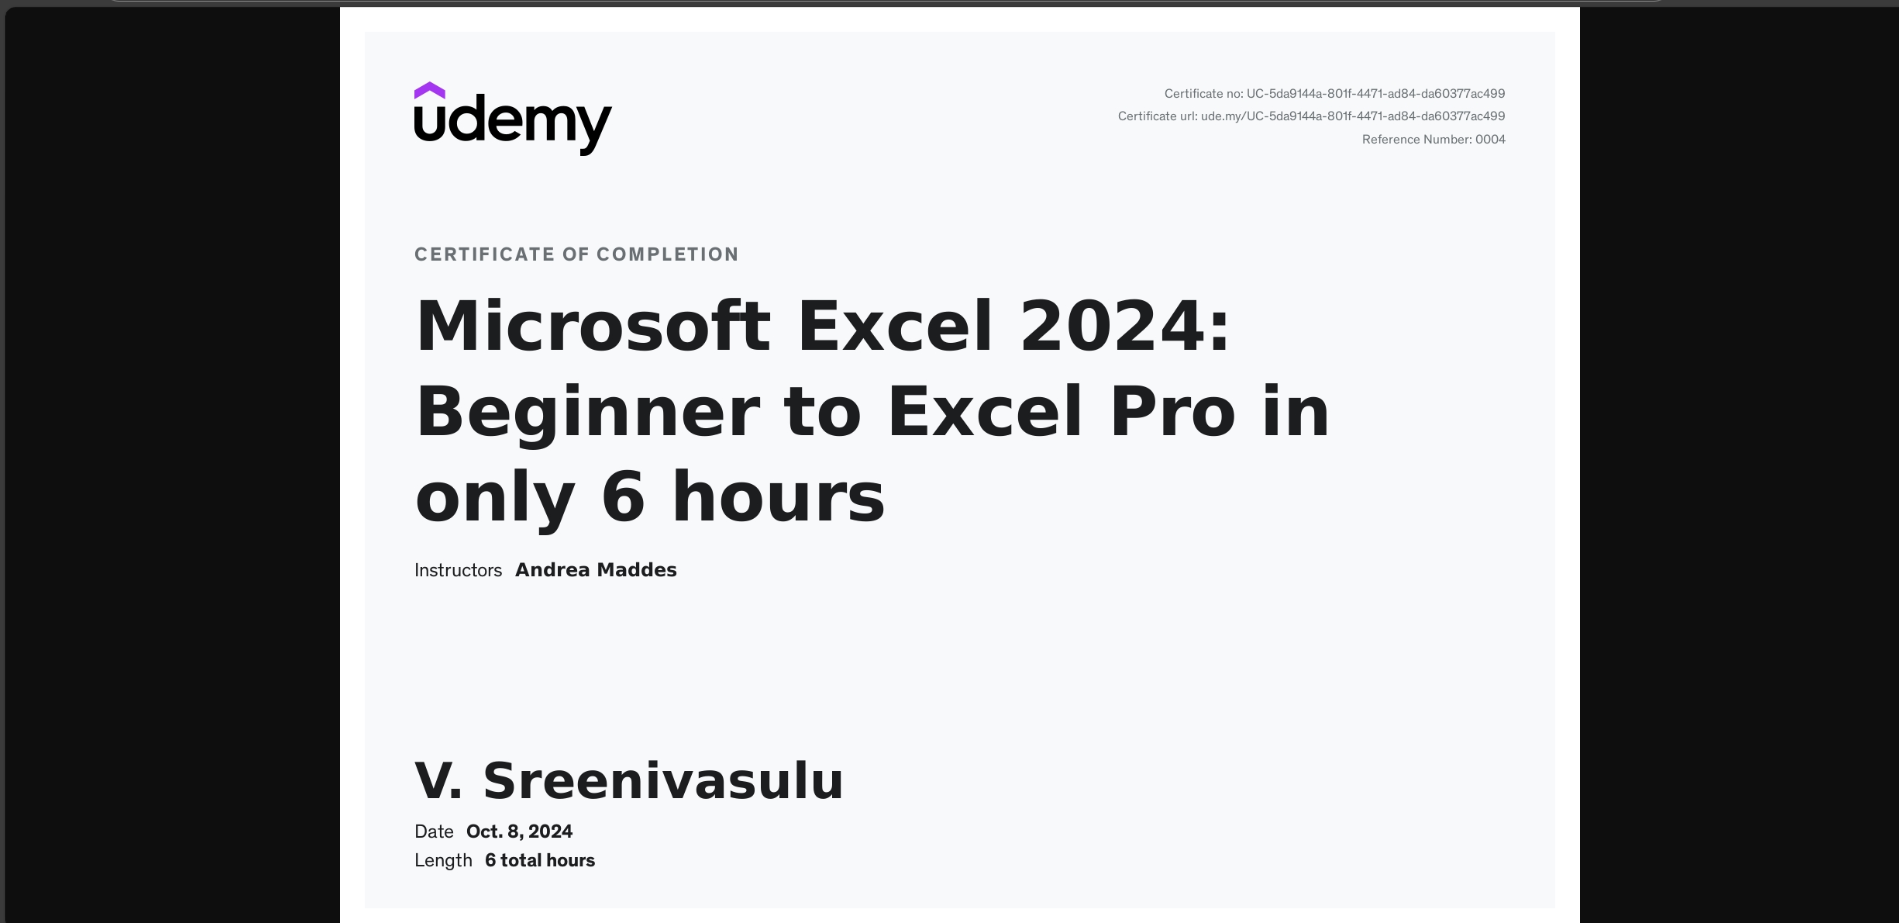 udemy
Certificate no: UC-5da9144a-801f-4471-ad84-da60377ac499
Certificate url: ude.my/UC-5da9144a-801f-4471-ad84-da60377ac499
Reference Number: 0004
CERTIFICATE OF COMPLETION
Microsoft Excel 2024:
Beginner to Excel Pro in
only 6 hours
Instructors Andrea Maddes
V. Sreenivasulu
Date Oct. 8, 2024
Length 6 total hours